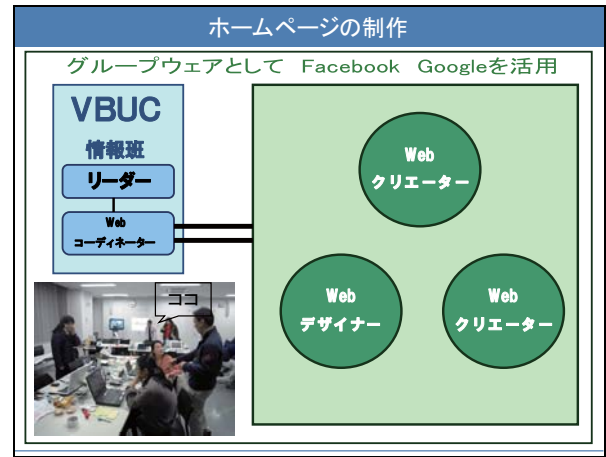 ホームページの制作
グループウェアとして Facebook Googleを活用
VBUC
情報班
リーダー
Web
コーディネーター
Web
クリエーター
Web
デザイナー
Web
クリエーター
ココ